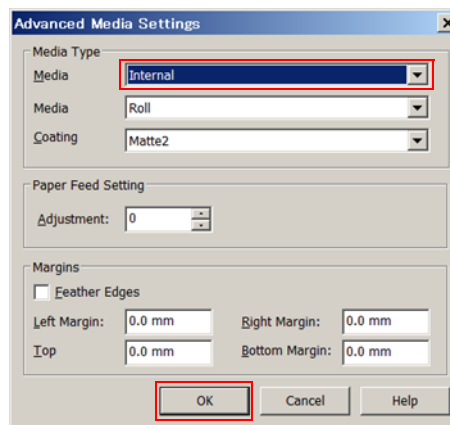 Advanced Media Settings
Media Type
Media Internal
Media Roll
Coating Matte2
Paper Feed Setting
Adjustment: 0
Margins
Feather Edges
Left Margin: 0.0 mm Right Margin: 0.0 mm
Top 0.0 mm Bottom Margin: 0.0 mm
OK Cancel Help